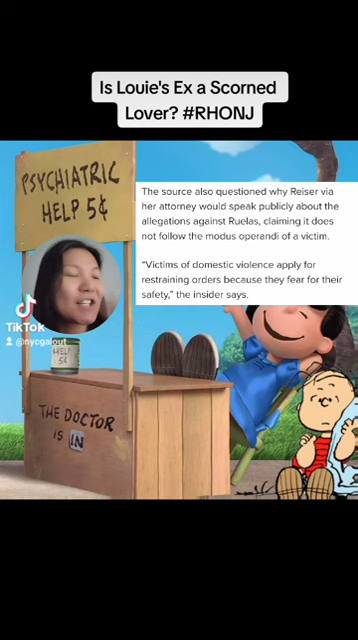 Is Louie's Ex a Scorned
Lover? #RHONJ
PSYCHIATRIC
HELP 5¢
The source also questioned why Reiser via
her attorney would speak publicly about the
allegations against Ruelas, claiming it does
not follow the modus operandi of a victim.
“Victims of domestic violence apply for
restraining orders because they fear for their
safety,” the insider says.
TikTok
@nycgalout
HELP
5¢
THE DOCTOR
IS IN